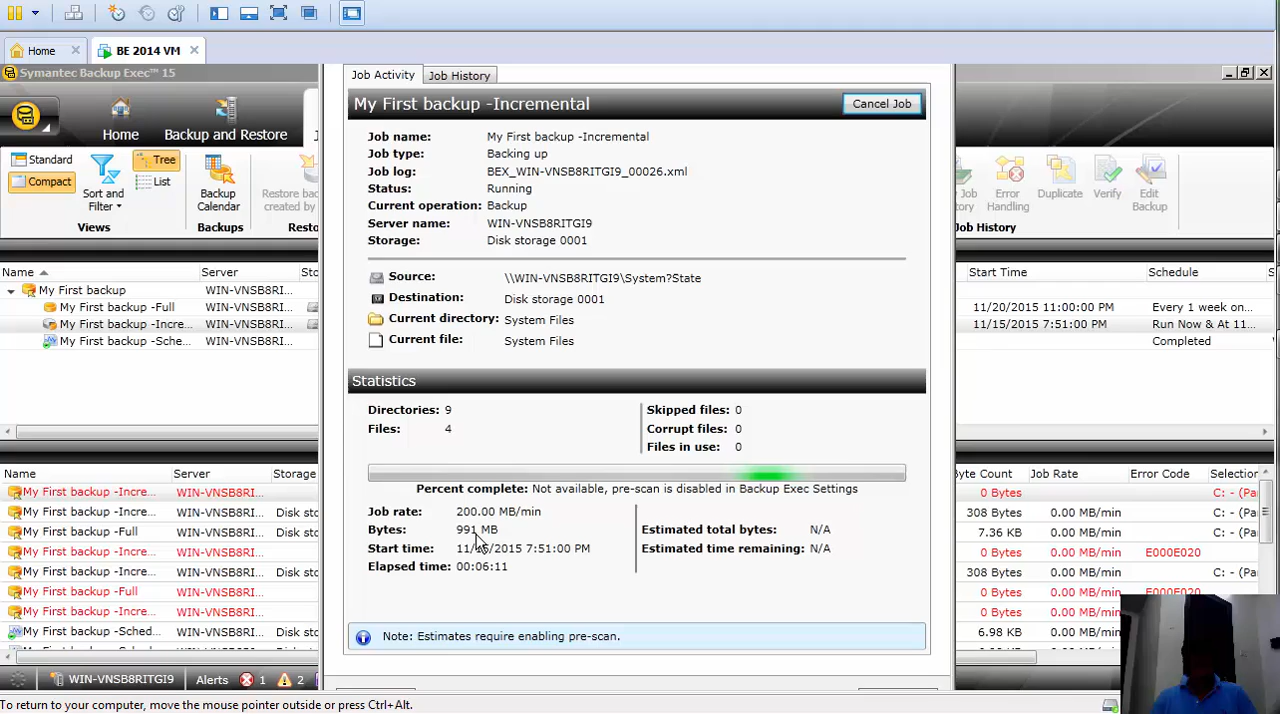 Home
BE 2014 VM
Symantec Backup Exec™ 15
Home
Backup and Restore
Standard
Compact
Sort and
Filter
Tree
List
Views
Backup
Calendar
Backups
Restore bac
created by
Resto
Job Activity
Job History
My First backup -Incremental
Cancel Job
Job name: My First backup -Incremental
Job type: Backing up
Job log: BEX_WIN-VNSB8RITGI9_00026.xml
Status: Running
Current operation: Backup
Server name: WIN-VNSB8RITGI9
Storage: Disk storage 0001
Source: \\WIN-VNSB8RITGI9\System?State
Destination: Disk storage 0001
Current directory: System Files
Current file: System Files
Statistics
Directories: 9
Files: 4
Skipped files: 0
Corrupt files: 0
Files in use: 0
Percent complete: Not available, pre-scan is disabled in Backup Exec Settings
Job rate: 200.00 MB/min
Bytes: 991 MB
Start time: 11/15/2015 7:51:00 PM
Elapsed time: 00:06:11
Estimated total bytes: N/A
Estimated time remaining: N/A
Note: Estimates require enabling pre-scan.
Error
Handling
Duplicate
Verify
Edit
Backup
Job History
Name Server Sto
My First backup WIN-VNSB8RI...
My First backup -Full WIN-VNSB8RI...
My First backup -Incre... WIN-VNSB8RI...
My First backup -Sche... WIN-VNSB8RI...
Start Time Schedule
11/20/2015 11:00:00 PM Every 1 week on...
11/15/2015 7:51:00 PM Run Now & At 11...
Completed
Name Server Storage
My First backup -Incre... WIN-VNSB8RI...
My First backup -Incre... WIN-VNSB8RI... Disk sto
My First backup -Full WIN-VNSB8RI... Disk sto
My First backup -Incre... WIN-VNSB8RI...
My First backup -Incre... WIN-VNSB8RI... Disk sto
My First backup -Full WIN-VNSB8RI...
My First backup -Incre... WIN-VNSB8RI...
My First backup -Sched... WIN-VNSB8RI... Disk sto
Byte Count Job Rate Error Code Selection
0 Bytes 0.00 MB/min C: - (Pa
308 Bytes 0.00 MB/min C: - (Pa
7.36 KB 0.00 MB/min
0 Bytes 0.00 MB/min E000E020
308 Bytes 0.00 MB/min C: - (Pa
0 Bytes 0.00 MB/min E000E020
0 Bytes 0.00 MB/min
6.98 KB 0.00 MB/min
WIN-VNSB8RITGI9
Alerts 1 2
To return to your computer, move the mouse pointer outside or press Ctrl+Alt.